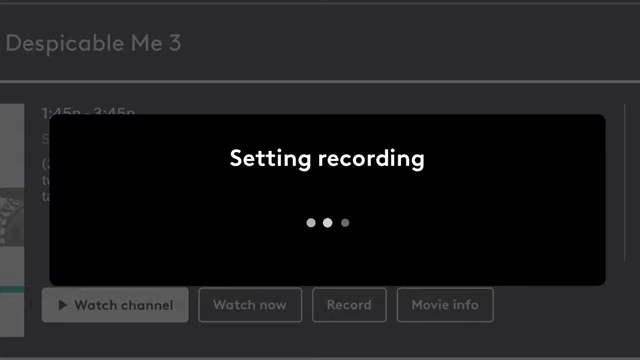 Despicable Me 3
1:45p - 3:45p
Setting recording
Watch channel
Watch now
Record
Movie info